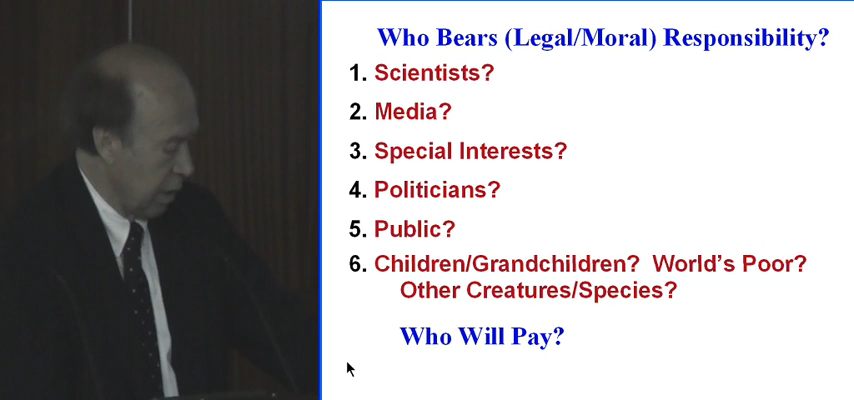 Who Bears (Legal/Moral) Responsibility?
1. Scientists?
2. Media?
3. Special Interests?
4. Politicians?
5. Public?
6. Children/Grandchildren? World's Poor?
Other Creatures/Species?
Who Will Pay?